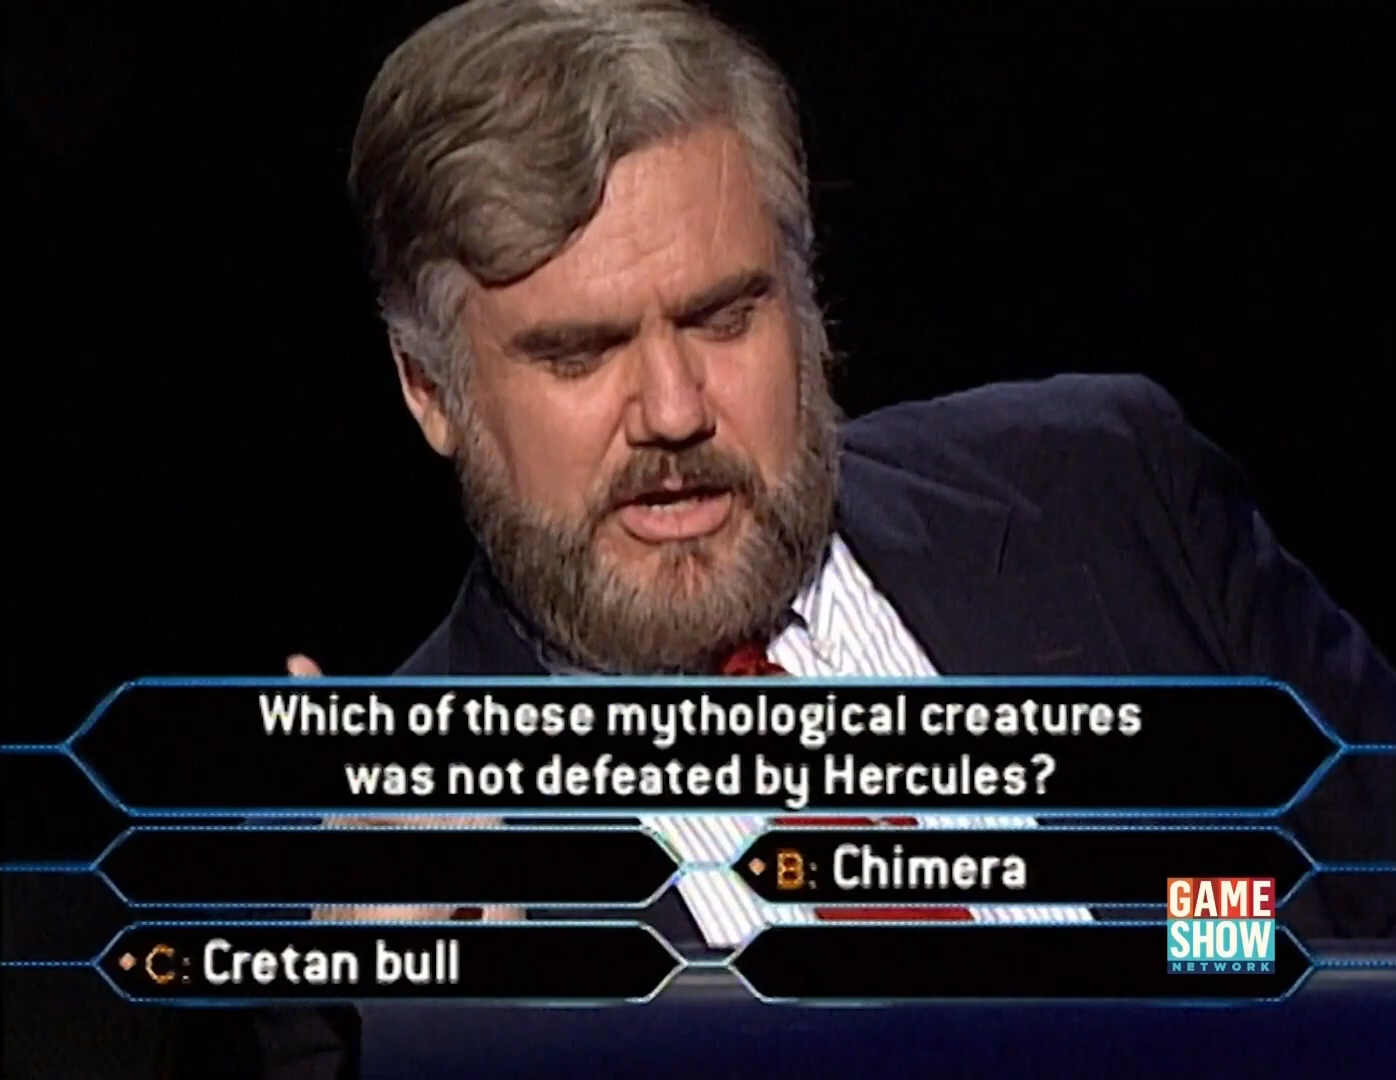 Which of these mythological creatures
was not defeated by Hercules?
B: Chimera
C: Cretan bull
GAME
SHOW
NETWORK